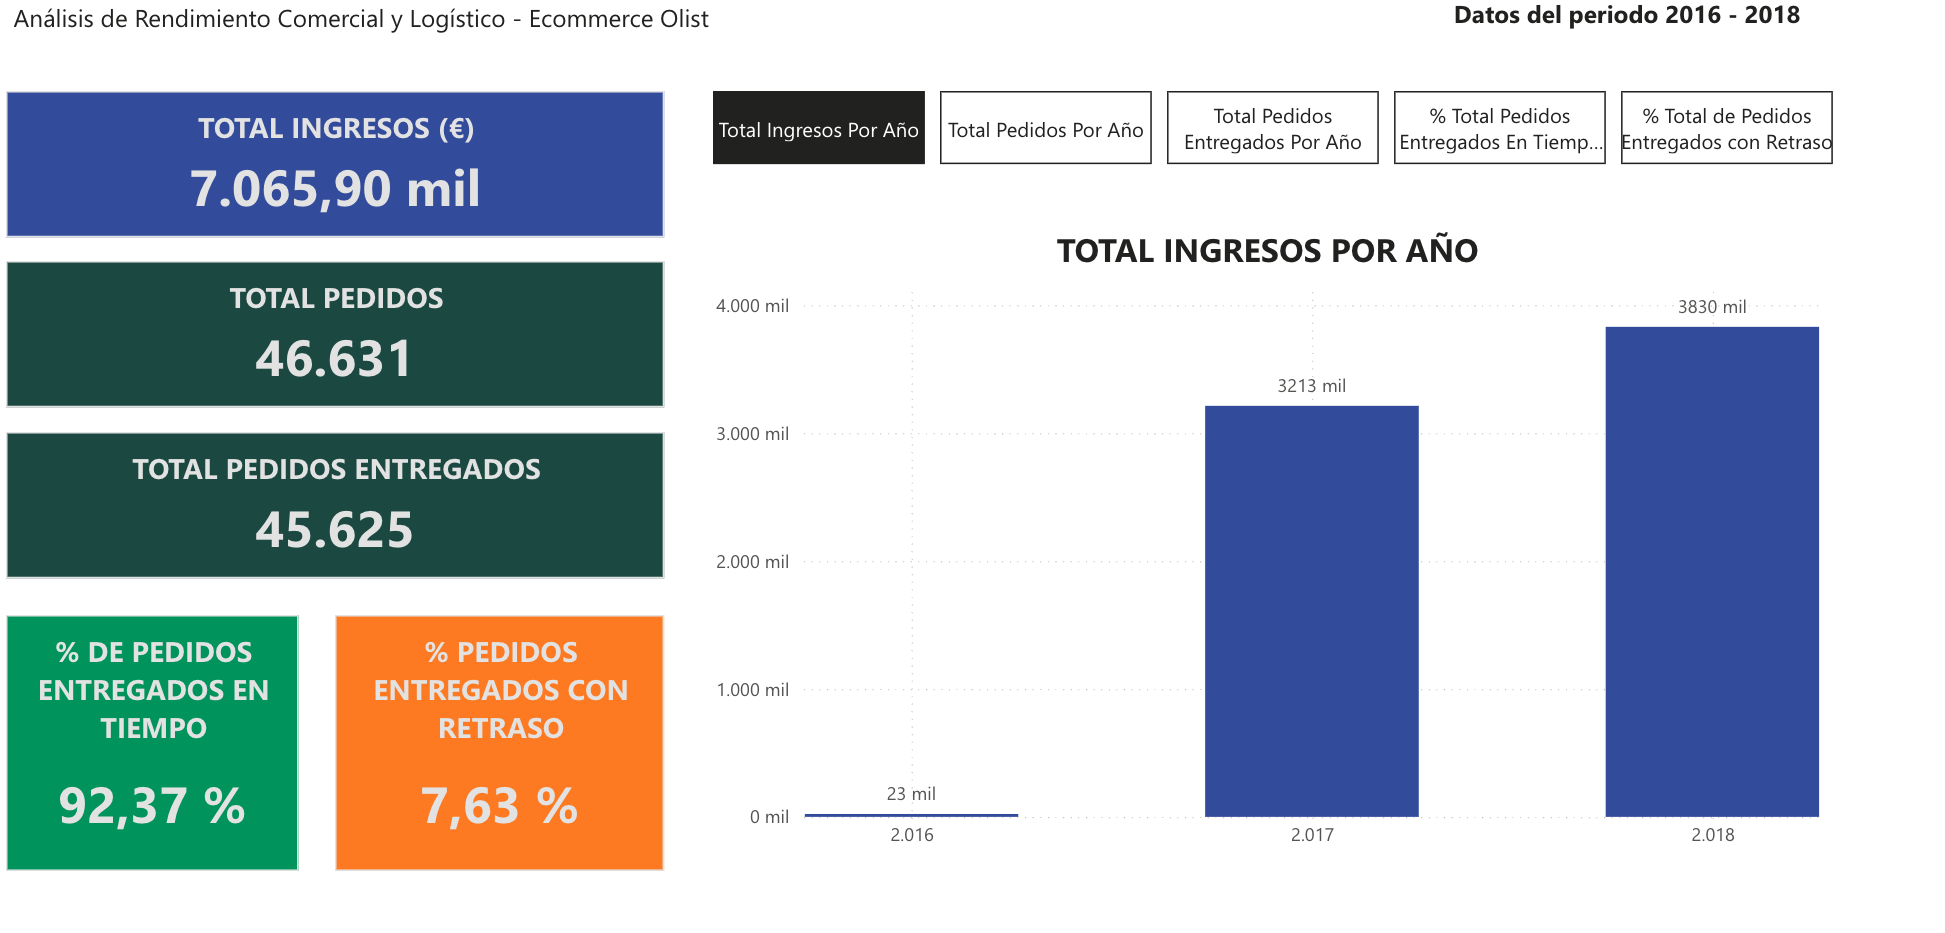 Análisis de Rendimiento Comercial y Logístico - Ecommerce Olist
Datos del periodo 2016 - 2018
TOTAL INGRESOS (€)
7.065,90 mil
TOTAL PEDIDOS
46.631
TOTAL PEDIDOS ENTREGADOS
45.625
% DE PEDIDOS
ENTREGADOS EN
TIEMPO
92,37 %
% PEDIDOS
ENTREGADOS CON
RETRASO
7,63 %
Total Ingresos Por Año
Total Pedidos Por Año
Total Pedidos
Entregados Por Año
% Total Pedidos
Entregados En Tiemp...
% Total de Pedidos
Entregados con Retraso
TOTAL INGRESOS POR AÑO
4.000 mil
3.000 mil
2.000 mil
1.000 mil
0 mil
23 mil
3213 mil
3830 mil
2.016
2.017
2.018